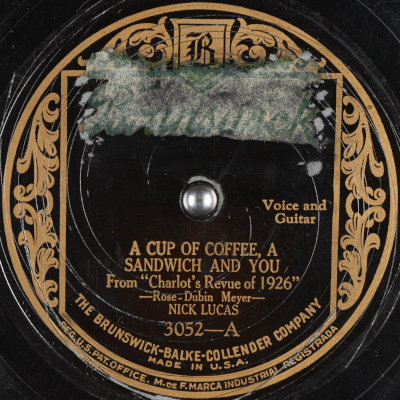 B
Brunswick
Voice and
Guitar
A CUP OF COFFEE, A
SANDWICH AND YOU
From "Charlot's Revue of 1926"
—Rose-Dubin Meyer—
NICK LUCAS
3052—A
THE BRUNSWICK-BALKE-COLLENDER COMPANY
REG. U.S. PAT. OFFICE. M. DE F. MARCA INDUSTRIAL REGISTRADA
MADE IN U.S.A.